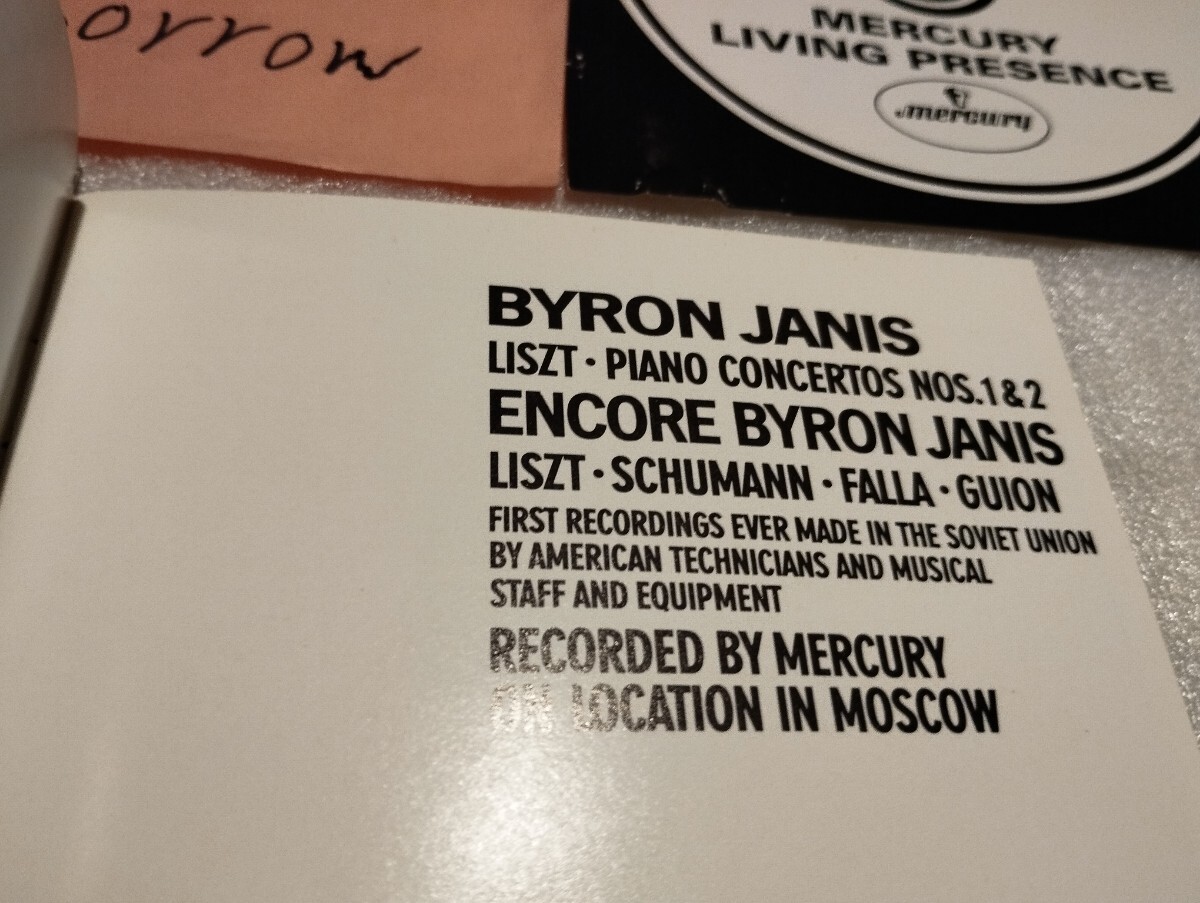 orrow
MERCURY
LIVING PRESENCE
mercury
BYRON JANIS
LISZT · PIANO CONCERTOS NOS.1 & 2
ENCORE BYRON JANIS
LISZT · SCHUMANN · FALLA · GUION
FIRST RECORDINGS EVER MADE IN THE SOVIET UNION
BY AMERICAN TECHNICIANS AND MUSICAL
STAFF AND EQUIPMENT
RECORDED BY MERCURY
ON LOCATION IN MOSCOW